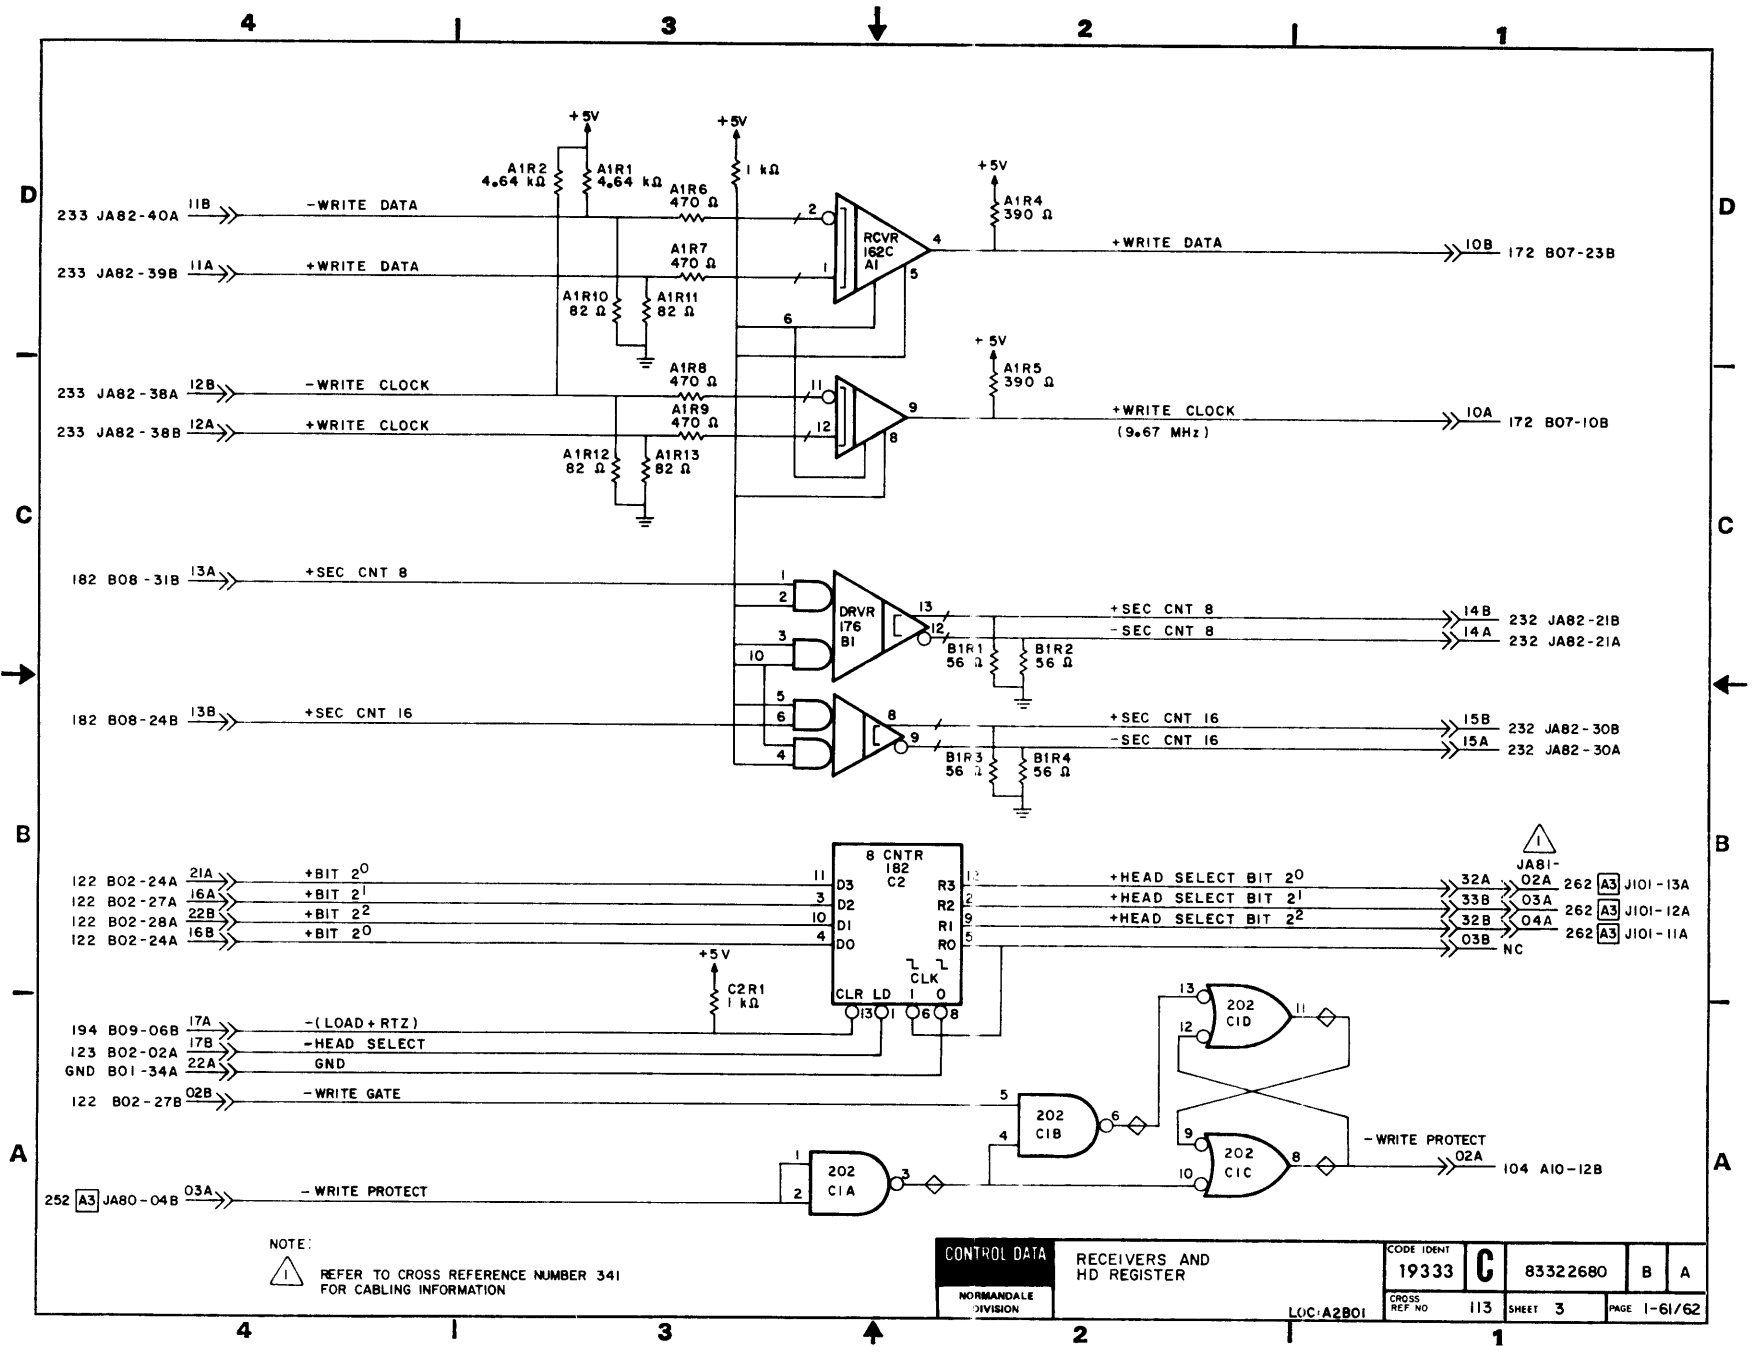 4 3 2 1
D
+5V
+5V
A1R2
4.64 kΩ
A1R1
4.64 kΩ
1 kΩ
+5V
A1R4
390 Ω
D
233 JA82-40A 11B -WRITE DATA
A1R6
470 Ω
2
RCVR
162C
A1
4
+WRITE DATA 10B 172 B07-23B
233 JA82-39B 11A +WRITE DATA
A1R7
470 Ω
1
5
A1R10
82 Ω
A1R11
82 Ω
6
+5V
A1R5
390 Ω
233 JA82-38A 12B -WRITE CLOCK
A1R8
470 Ω
11
9
+WRITE CLOCK 10A 172 B07-10B
(9.67 MHz)
233 JA82-38B 12A +WRITE CLOCK
A1R9
470 Ω
12
8
A1R12
82 Ω
A1R13
82 Ω
C
C
182 B08-31B 13A +SEC CNT 8
1
2
3
10
DRVR
176
B1
13
12
+SEC CNT 8 14B 232 JA82-21B
-SEC CNT 8 14A 232 JA82-21A
B1R1
56 Ω
B1R2
56 Ω
182 B08-24B 13B +SEC CNT 16
5
6
4
8
9
+SEC CNT 16 15B 232 JA82-30B
-SEC CNT 16 15A 232 JA82-30A
B1R3
56 Ω
B1R4
56 Ω
B
B
8 CNTR
182
C2
1
JA81-
122 B02-24A 21A +BIT 2⁰ 11 D3 R3 +HEAD SELECT BIT 2⁰ 32A 02A 262 A3 J101-13A
122 B02-27A 16A +BIT 2¹ 3 D2 R2 2 +HEAD SELECT BIT 2¹ 33B 03A 262 A3 J101-12A
122 B02-28A 22B +BIT 2² 10 D1 R1 9 +HEAD SELECT BIT 2² 32B 04A 262 A3 J101-11A
122 B02-24A 16B +BIT 2⁰ 4 D0 R0 5 03B NC
+5V
C2R1
1 kΩ
CLK
CLR LD 1 0
13 1 6 8
194 B09-06B 17A -(LOAD+RTZ)
123 B02-02A 17B -HEAD SELECT
GND B01-34A 22A GND
122 B02-27B 02B -WRITE GATE
13
12
202
C1D
11
5
4
202
C1B
6
9
10
202
C1C
8
-WRITE PROTECT
02A 104 A10-12B
A
A
252 A3 JA80-04B 03A -WRITE PROTECT
1
2
202
C1A
3
NOTE:
1 REFER TO CROSS REFERENCE NUMBER 341
FOR CABLING INFORMATION
CONTROL DATA
NORMANDALE
DIVISION
RECEIVERS AND
HD REGISTER
LOC:A2B01
CODE IDENT
19333
C
83322680
B
A
CROSS
REF NO 113
SHEET 3
PAGE 1-61/62
4 3 2 1